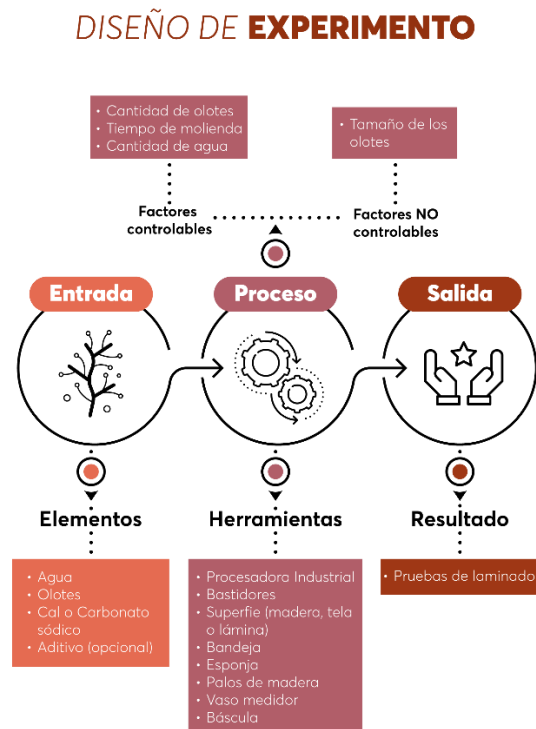 DISEÑO DE EXPERIMENTO
• Cantidad de olotes
• Tiempo de molienda
• Cantidad de agua
• Tamaño de los
olotes
Factores
controlables
Factores NO
controlables
Entrada
Proceso
Salida
Elementos
Herramientas
Resultado
• Agua
• Olotes
• Cal o Carbonato
sódico
• Aditivo (opcional)
• Procesadora Industrial
• Bastidores
• Superfie (madera, tela
o lámina)
• Bandeja
• Esponja
• Palos de madera
• Vaso medidor
• Báscula
• Pruebas de laminado